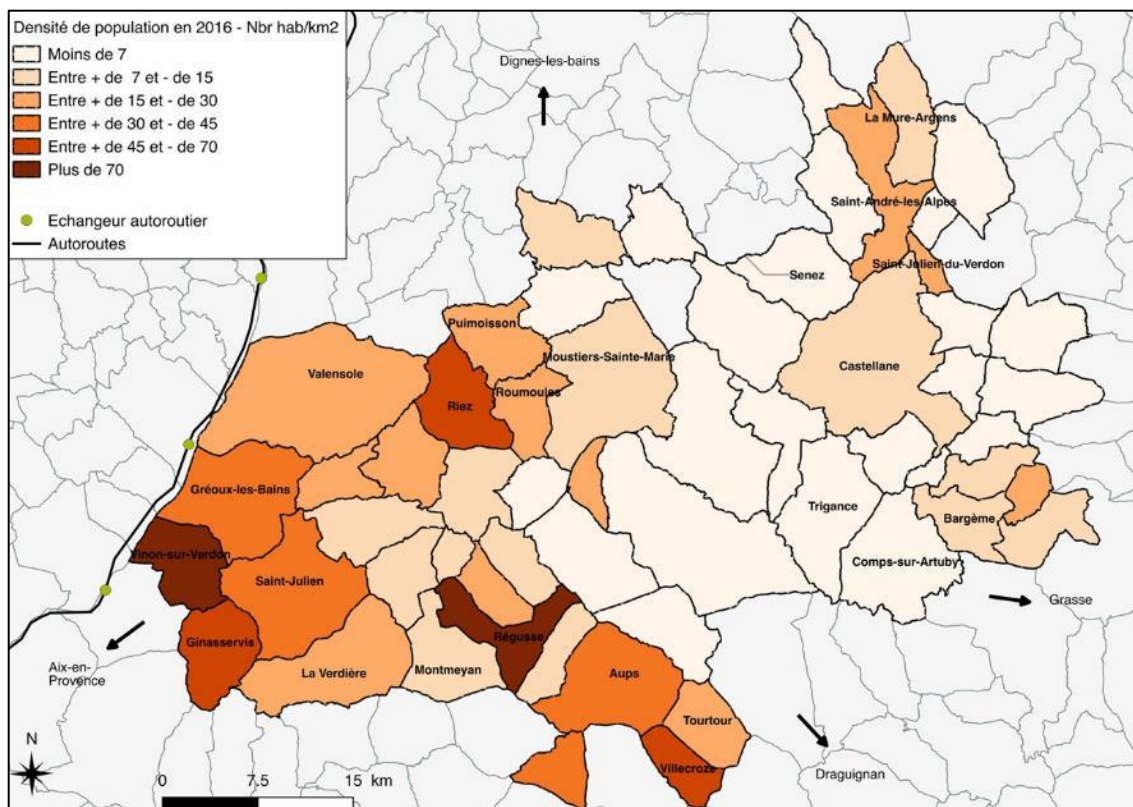 Densité de population en 2016 - Nbr hab/km2
Moins de 7
Entre + de 7 et - de 15
Entre + de 15 et - de 30
Entre + de 30 et - de 45
Entre + de 45 et - de 70
Plus de 70
Echangeur autoroutier
Autoroutes
Dignes-les-bains
La Mure-Argens
Saint-André-les-Alpes
Senez
Saint-Julien-du-Verdon
Puimoisson
Moustiers-Sainte-Marie
Castellane
Valensole
Riez
Roumoules
Gréoux-les-Bains
Trigance
Bargème
Vinon-sur-Verdon
Saint-Julien
Comps-sur-Artuby
Grasse
Ginasservis
Régusse
Aix-en-
Provence
La Verdière
Montmeyan
Aups
Tourtour
Villecroze
Draguignan
N
0 7.5 15 km